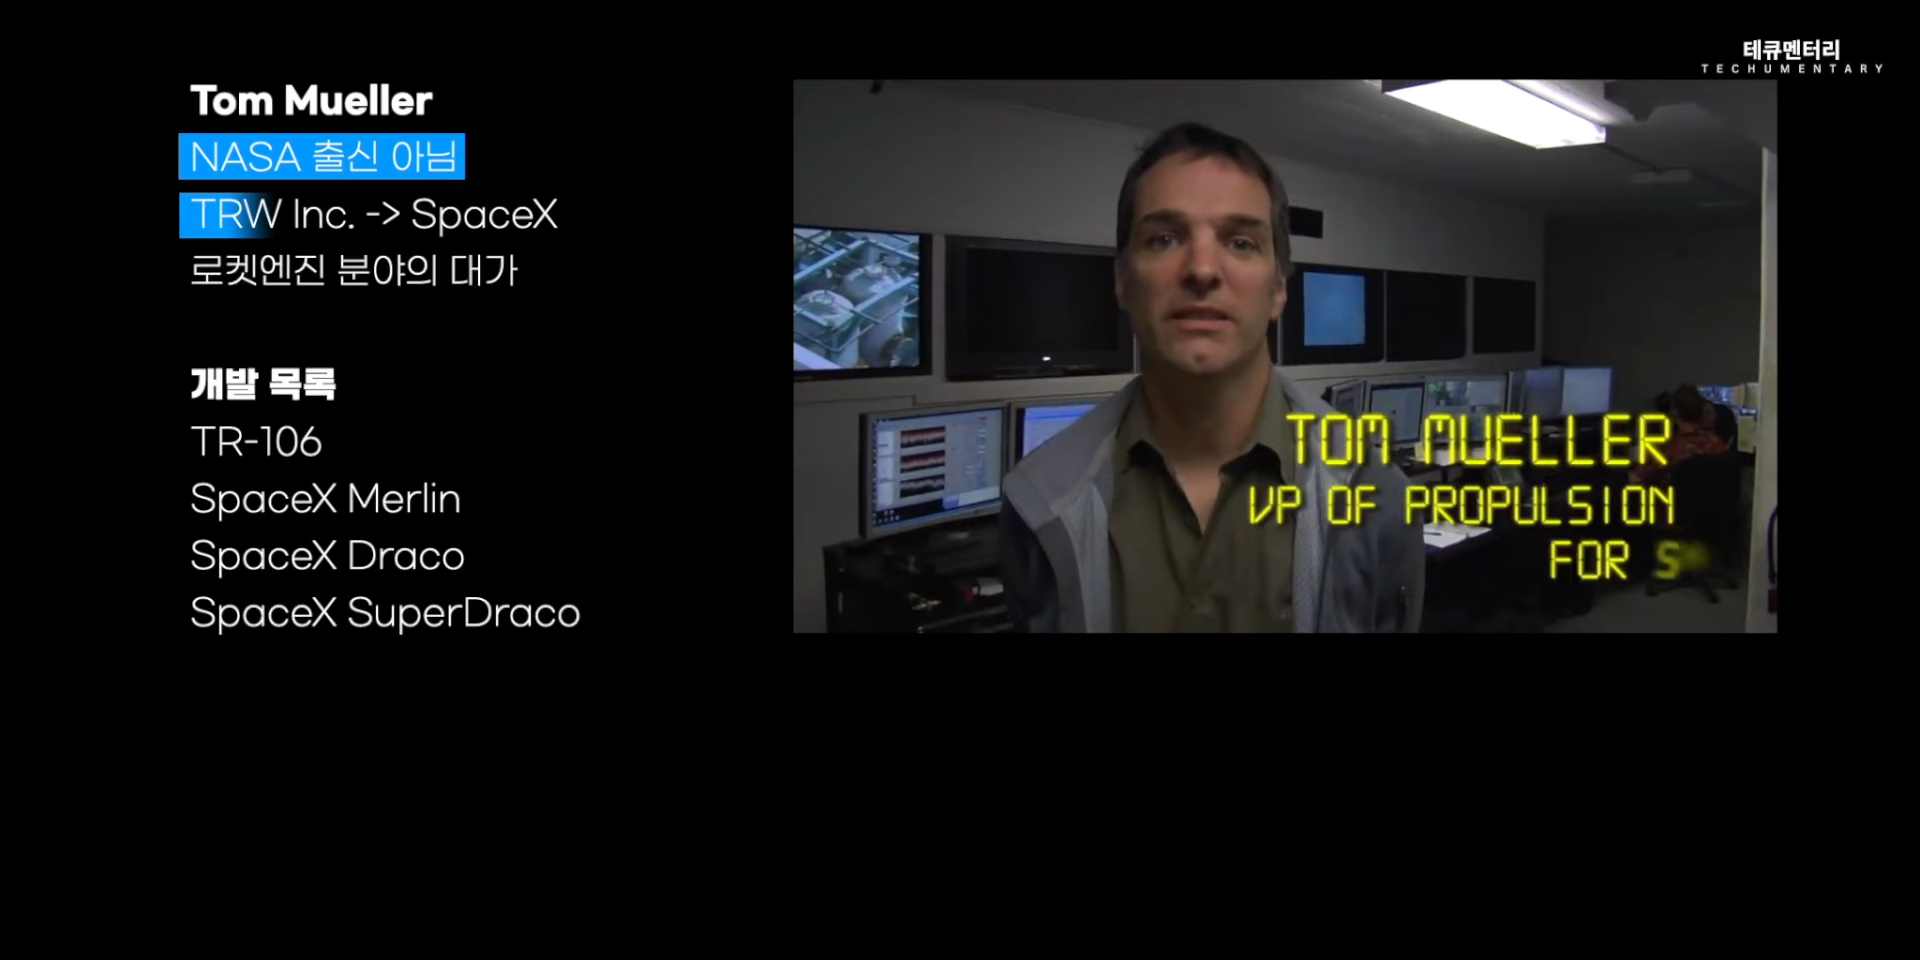 테큐멘터리
TECHUMENTARY
Tom Mueller
NASA 출신 아님
TRW Inc. -> SpaceX
로켓엔진 분야의 대가
개발 목록
TR-106
SpaceX Merlin
SpaceX Draco
SpaceX SuperDraco
TOM MUELLER
VP OF PROPULSION
FOR S